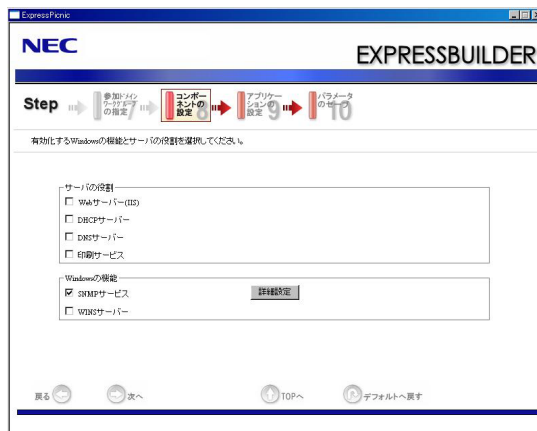 ExpressPicnic
NEC
EXPRESSBUILDER
Step
参加ドメイン
ワークグループ
の指定 7
コンポー
ネントの
設定 8
アプリケー
ションの
設定 9
パラメータ
のセーブ 10
有効化するWindowsの機能とサーバの役割を選択してください。
サーバの役割
Webサーバー(IIS)
DHCPサーバー
DNSサーバー
印刷サービス
Windowsの機能
SNMPサービス
詳細設定
WINSサーバー
戻る
次へ
TOPへ
デフォルトへ戻す